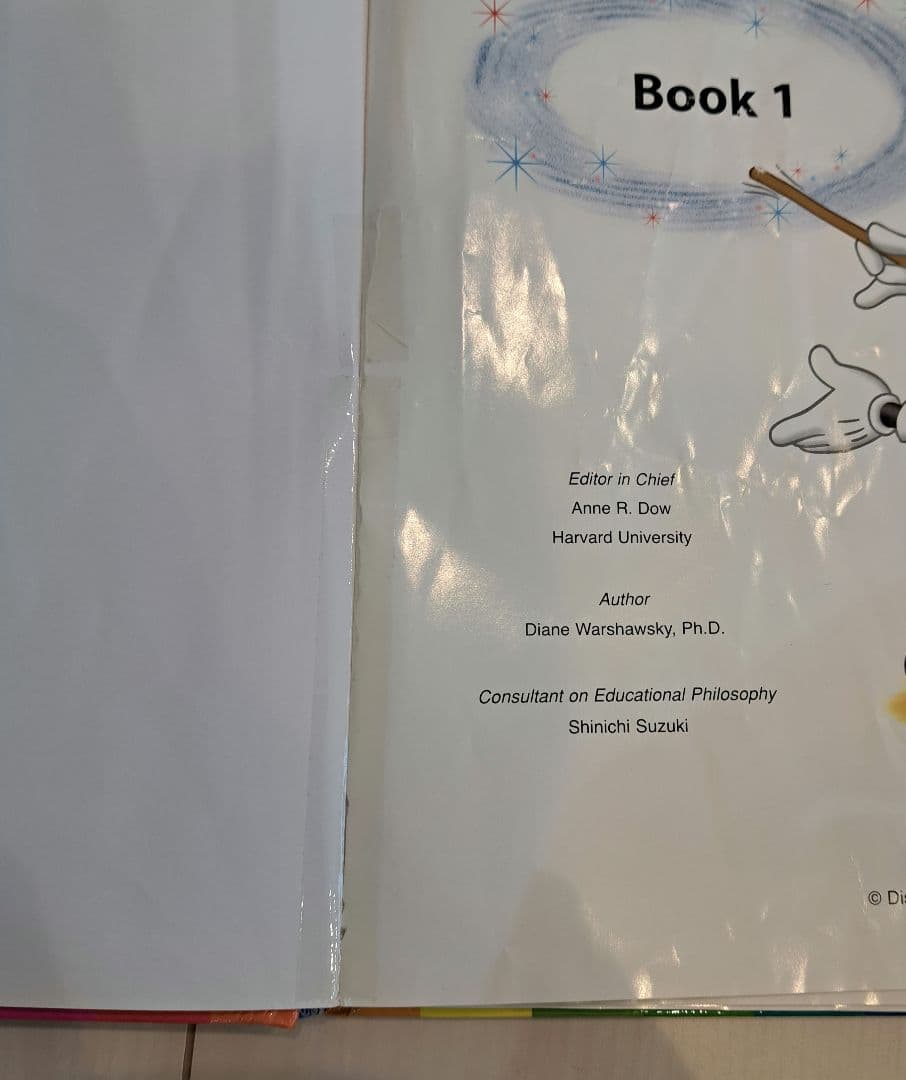 Book 1
Editor in Chief
Anne R. Dow
Harvard University
Author
Diane Warshawsky, Ph.D.
Consultant on Educational Philosophy
Shinichi Suzuki
©